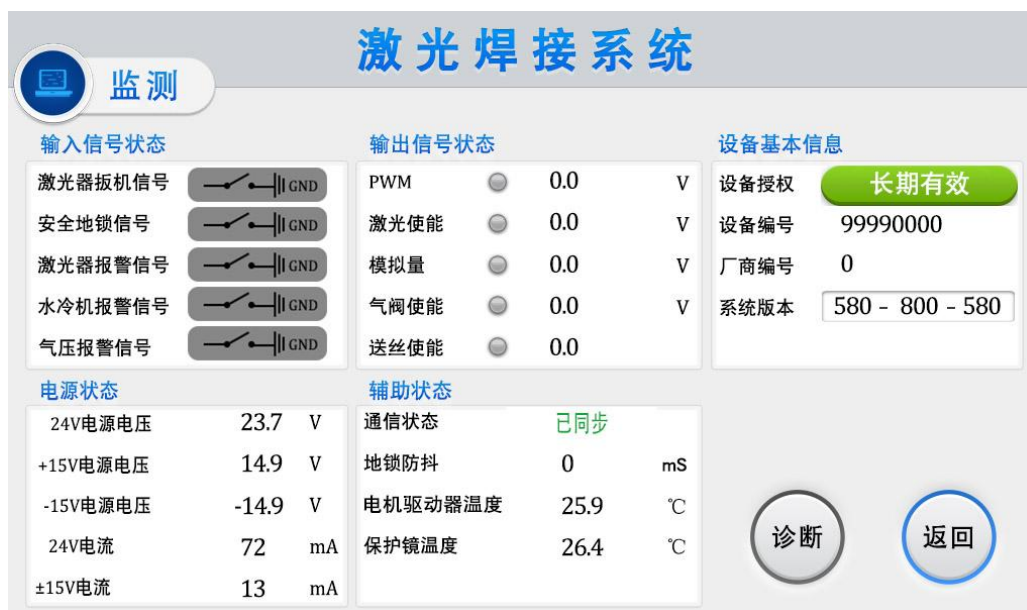 激光焊接系统
监测
输入信号状态
激光器扳机信号 GND
安全地锁信号 GND
激光器报警信号 GND
水冷机报警信号 GND
气压报警信号 GND
输出信号状态
PWM 0.0 V
激光使能 0.0 V
模拟量 0.0 V
气阀使能 0.0 V
送丝使能 0.0
设备基本信息
设备授权 长期有效
设备编号 99990000
厂商编号 0
系统版本 580 - 800 - 580
电源状态
24V电源电压 23.7 V
+15V电源电压 14.9 V
-15V电源电压 -14.9 V
24V电流 72 mA
±15V电流 13 mA
辅助状态
通信状态 已同步
地锁防抖 0 mS
电机驱动器温度 25.9 ℃
保护镜温度 26.4 ℃
诊断
返回